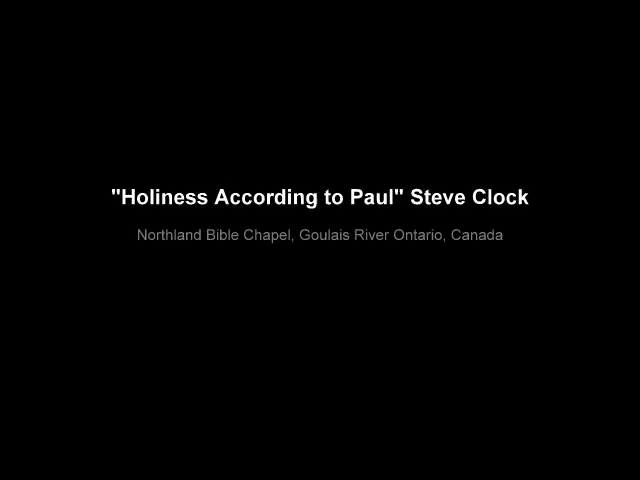 "Holiness According to Paul" Steve Clock
Northland Bible Chapel, Goulais River Ontario, Canada